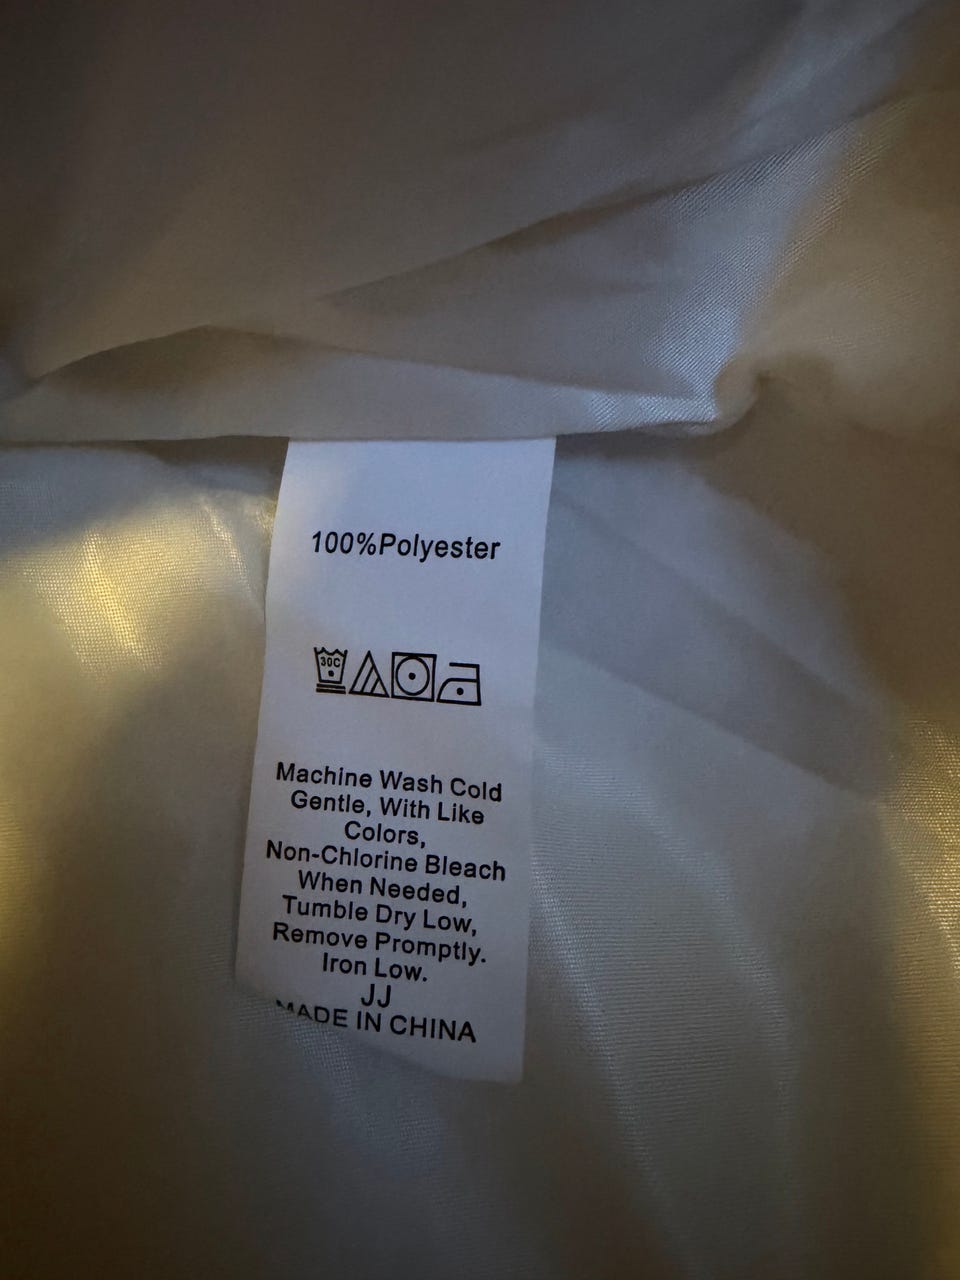 100%Polyester
30C
Machine Wash Cold
Gentle, With Like
Colors,
Non-Chlorine Bleach
When Needed,
Tumble Dry Low,
Remove Promptly.
Iron Low.
JJ
MADE IN CHINA